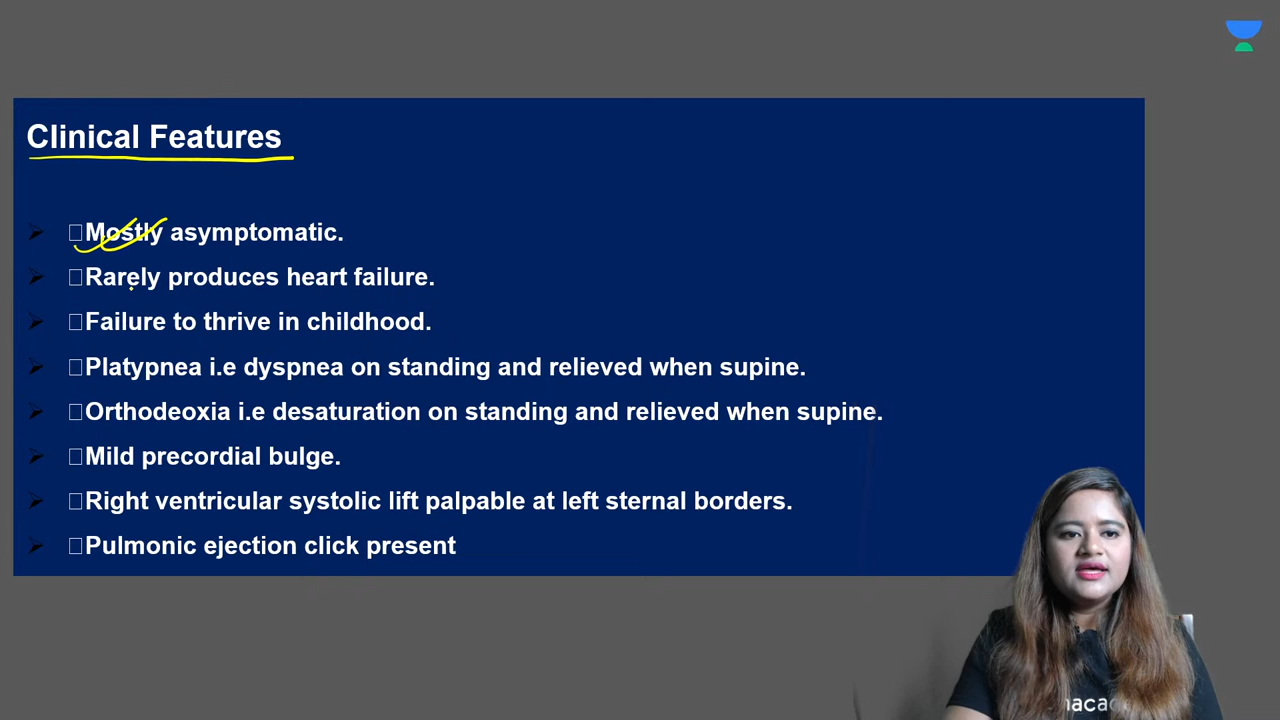 Clinical Features
Mostly asymptomatic.
Rarely produces heart failure.
Failure to thrive in childhood.
Platypnea i.e dyspnea on standing and relieved when supine.
Orthodeoxia i.e desaturation on standing and relieved when supine.
Mild precordial bulge.
Right ventricular systolic lift palpable at left sternal borders.
Pulmonic ejection click present